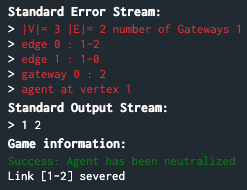 Standard Error Stream:
> |V|= 3 |E|= 2 number of Gateways 1
> edge 0 : 1-2
> edge 1 : 1-0
> gateway 0 : 2
> agent at vertex 1
Standard Output Stream:
> 1 2
Game information:
Success: Agent has been neutralized
Link [1-2] severed